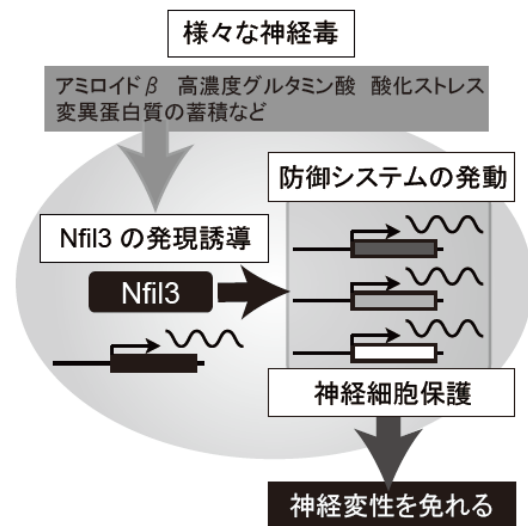 様々な神経毒
アミロイドβ 高濃度グルタミン酸 酸化ストレス
変異蛋白質の蓄積など
防御システムの発動
Nfil3 の発現誘導
Nfil3
神経細胞保護
神経変性を免れる